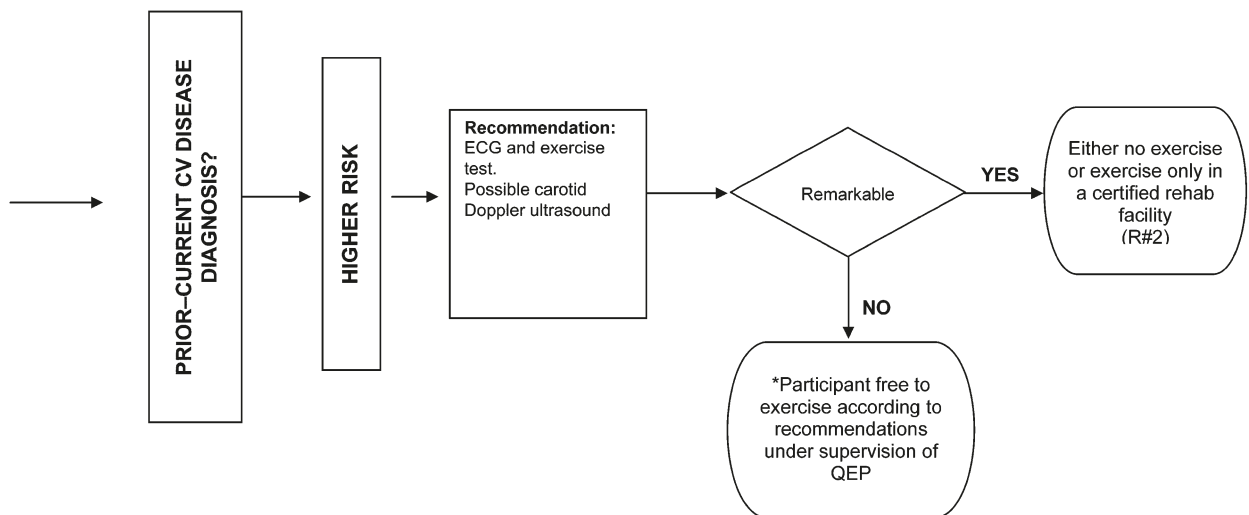 PRIOR–CURRENT CV DISEASE
DIAGNOSIS?
HIGHER RISK
Recommendation:
ECG and exercise
test.
Possible carotid
Doppler ultrasound
Remarkable
YES
Either no exercise
or exercise only in
a certified rehab
facility
(R#2)
NO
*Participant free to
exercise according to
recommendations
under supervision of
QEP